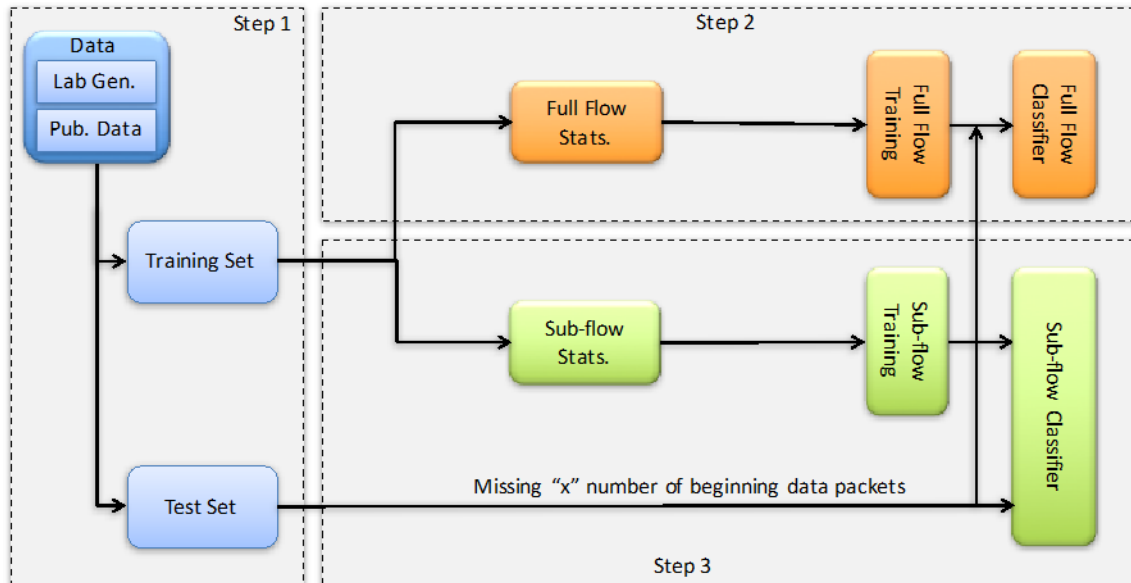 Step 1
Data
Lab Gen.
Pub. Data
Training Set
Test Set
Step 2
Full Flow
Stats.
Full Flow
Training
Full Flow
Classifier
Sub-flow
Stats.
Sub-flow
Training
Sub-flow Classifier
Missing “x” number of beginning data packets
Step 3